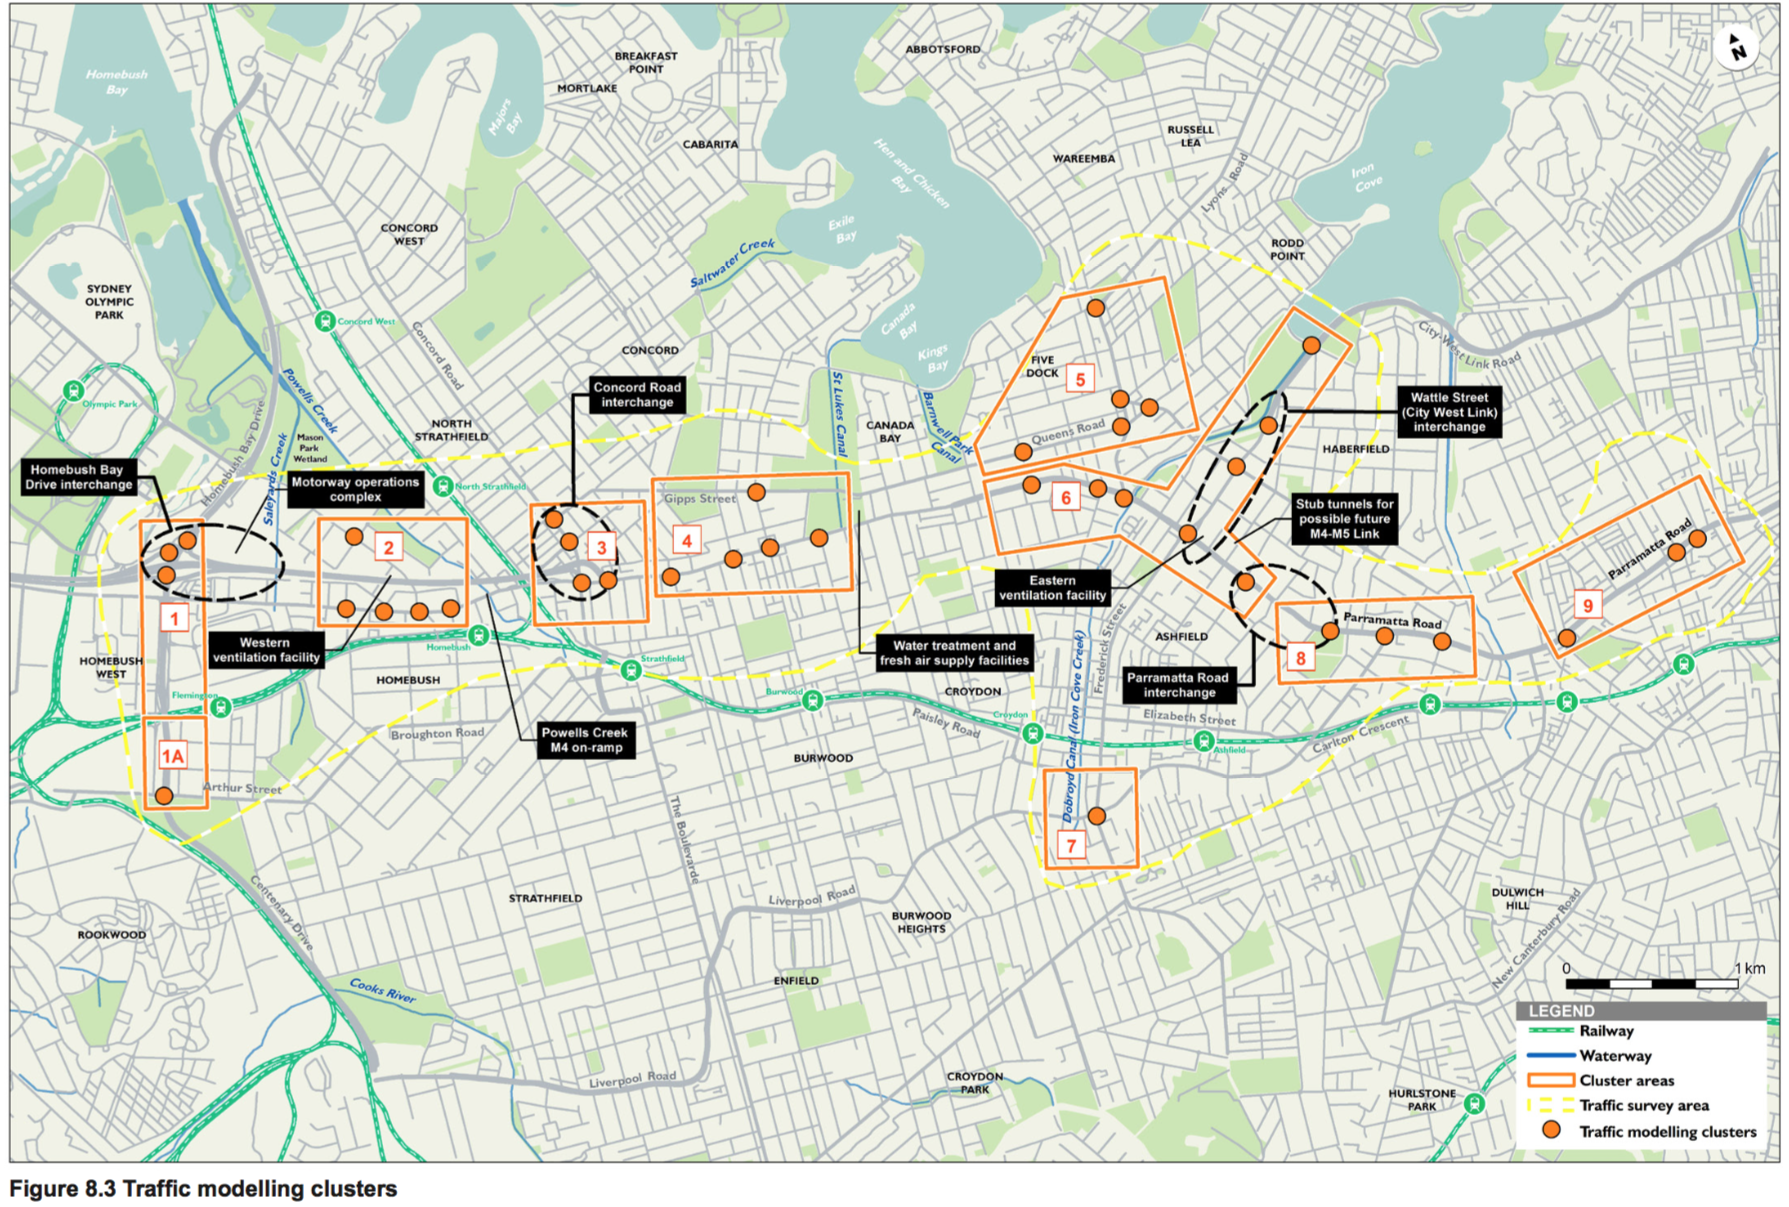 Homebush
Bay
Majors
Bay
BREAKFAST
POINT
MORTLAKE
CABARITA
ABBOTSFORD
N
RUSSELL
LEA
WAREEMBA
Hen and Chicken
Bay
Exile
Bay
Lyons Road
Iron
Cove
CONCORD
WEST
Saltwater Creek
RODD
POINT
SYDNEY
OLYMPIC
PARK
Concord West
Concord Road
CONCORD
Canada
Bay
Kings
Bay
City-West Link Road
Olympic Park
Powells Creek
Homebush Bay Drive
Saleyards Creek
Mason
Park
Wetland
NORTH
STRATHFIELD
North Strathfield
Concord Road
interchange
St Lukes Canal
CANADA
BAY
Barnwell Park
Canal
FIVE
DOCK
5
Queens Road
Wattle Street
(City West Link)
interchange
HABERFIELD
Homebush Bay
Drive interchange
Motorway operations
complex
Gipps Street
6
Stub tunnels for
possible future
M4-M5 Link
2
3
4
Parramatta Road
9
1
Western
ventilation facility
Homebush
Eastern
ventilation facility
Frederick Street
ASHFIELD
Parramatta Road
8
HOMEBUSH
WEST
Flemington
HOMEBUSH
Strathfield
Water treatment and
fresh air supply facilities
Parramatta Road
interchange
Burwood
CROYDON
Croydon
Paisley Road
Elizabeth Street
Ashfield
Carlton Crescent
Broughton Road
Powells Creek
M4 on-ramp
BURWOOD
Dobroyd Canal (Iron Cove Creek)
1A
Arthur Street
The Boulevarde
7
Centenary Drive
STRATHFIELD
Liverpool Road
BURWOOD
HEIGHTS
DULWICH
HILL
New Canterbury Road
ROOKWOOD
ENFIELD
Cooks River
0 1 km
Liverpool Road
CROYDON
PARK
HURLSTONE
PARK
LEGEND
Railway
Waterway
Cluster areas
Traffic survey area
Traffic modelling clusters
Figure 8.3 Traffic modelling clusters